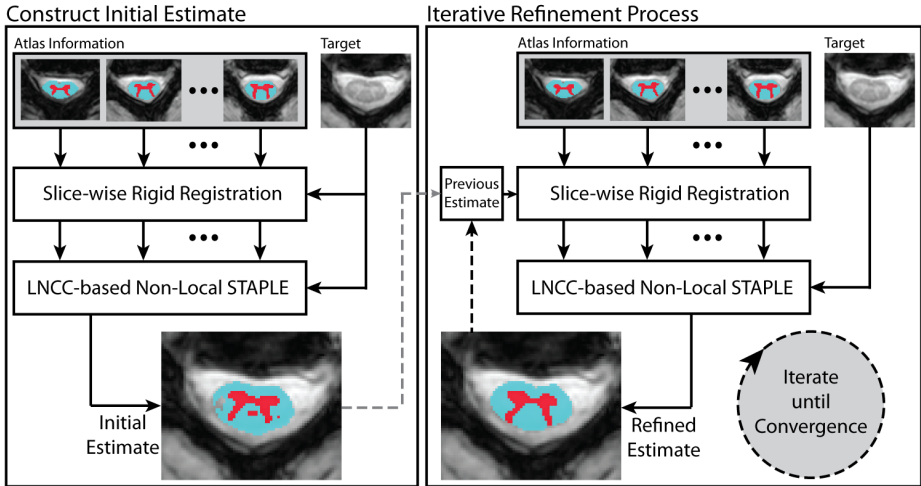 Construct Initial Estimate
Atlas Information
Target
Slice-wise Rigid Registration
LNCC-based Non-Local STAPLE
Initial
Estimate
Iterative Refinement Process
Atlas Information
Target
Previous
Estimate
Slice-wise Rigid Registration
LNCC-based Non-Local STAPLE
Refined
Estimate
Iterate
until
Convergence